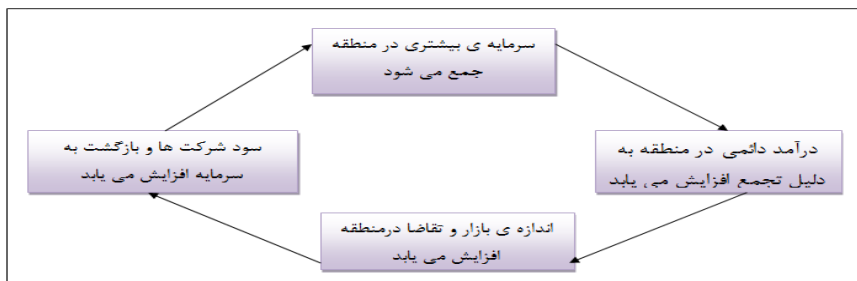 سرمایه ی بیشتری در منطقه
جمع می شود
درآمد دائمی در منطقه به
دلیل تجمع افزایش می یابد
اندازه ی بازار و تقاضا درمنطقه
افزایش می یابد
سود شرکت ها و بازگشت به
سرمایه افزایش می یابد